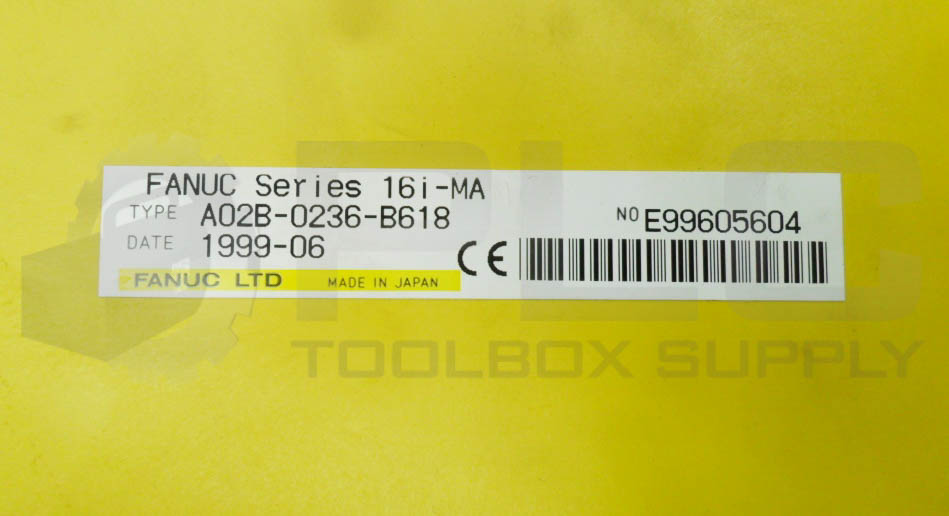 FANUC Series 16i-MA
TYPE A02B-0236-B618
NO E99605604
DATE 1999-06
CE
FANUC LTD MADE IN JAPAN
PLC
TOOLBOX SUPPLY